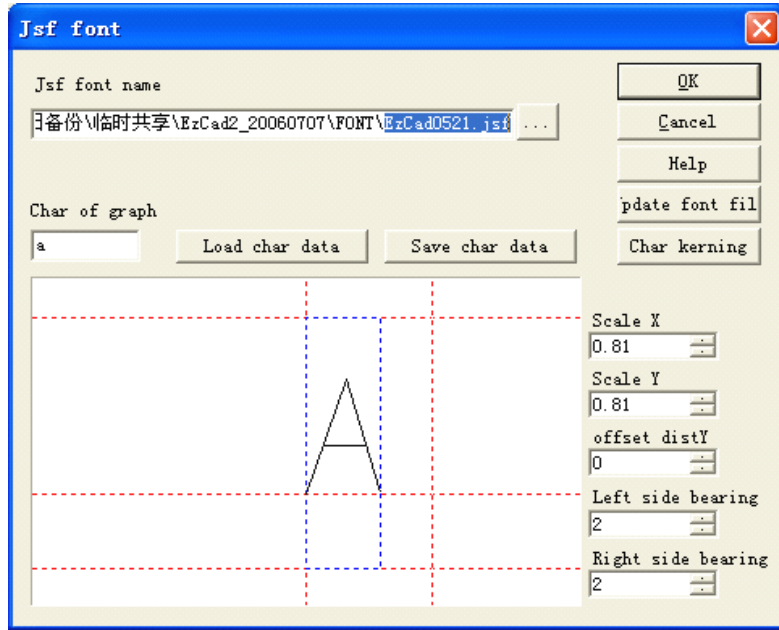 Jsf font
Jsf font name
备份\临时共享\EzCad2_20060707\FONT\EzCad0521.jsf
...
Char of graph
a
Load char data
Save char data
OK
Cancel
Help
pdate font fil
Char kerning
Scale X
0.81
Scale Y
0.81
offset distY
0
Left side bearing
2
Right side bearing
2